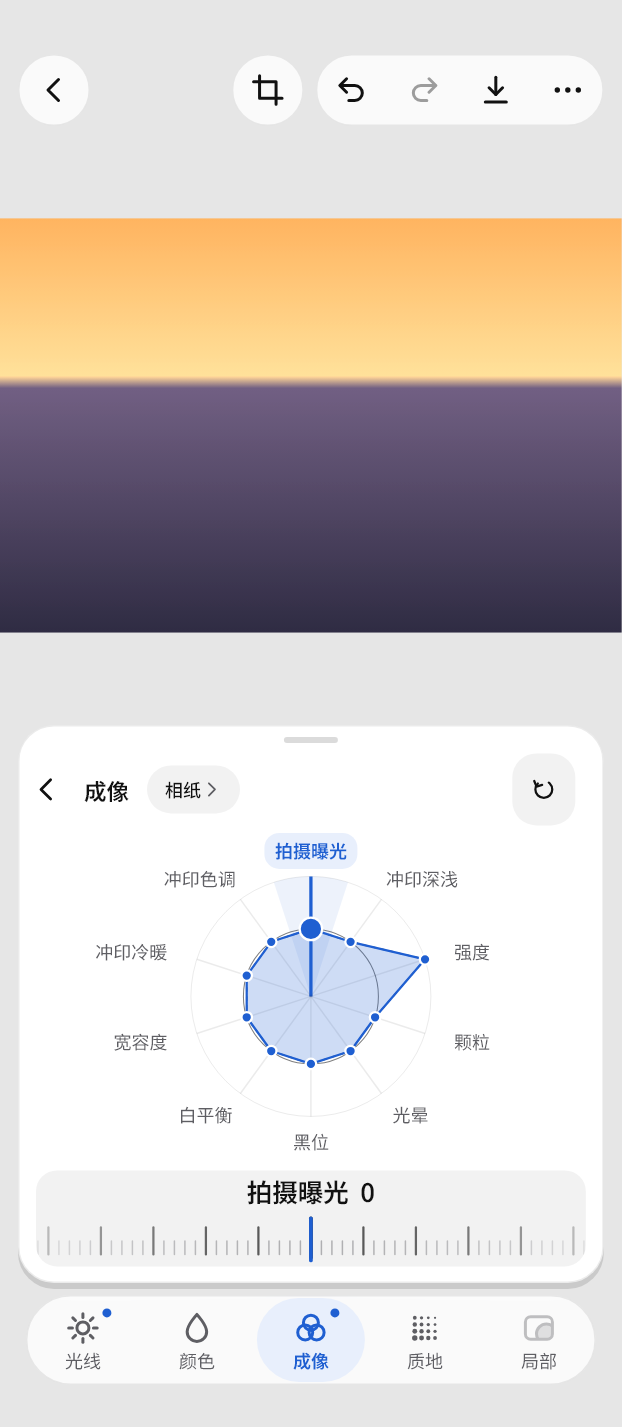 成像
相纸
拍摄曝光
冲印色调
冲印深浅
冲印冷暖
强度
宽容度
颗粒
白平衡
光晕
黑位
拍摄曝光 0
光线
颜色
成像
质地
局部